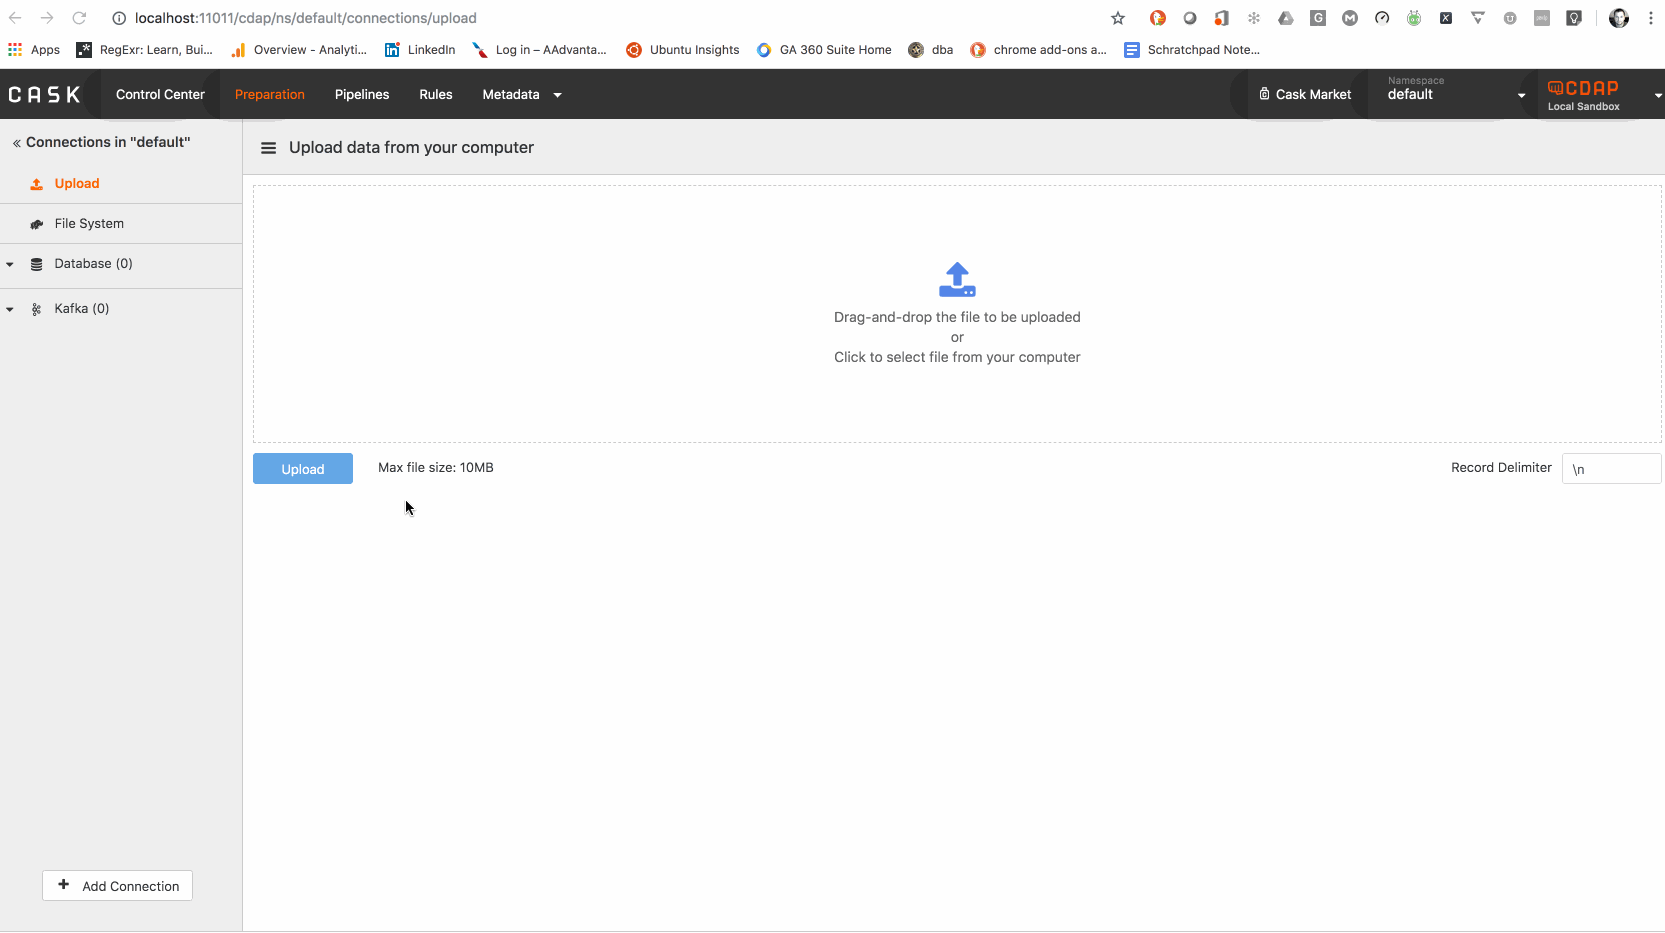 localhost:11011/cdap/ns/default/connections/upload
Apps RegExr: Learn, Bui... Overview - Analyti... LinkedIn Log in – AAdvanta... Ubuntu Insights GA 360 Suite Home dba chrome add-ons a... Schratchpad Note...
CASK Control Center Preparation Pipelines Rules Metadata Cask Market
Namespace
default
CDAP
Local Sandbox
« Connections in "default"
Upload
File System
Database (0)
Kafka (0)
Add Connection
Upload data from your computer
Drag-and-drop the file to be uploaded
or
Click to select file from your computer
Upload Max file size: 10MB Record Delimiter \n